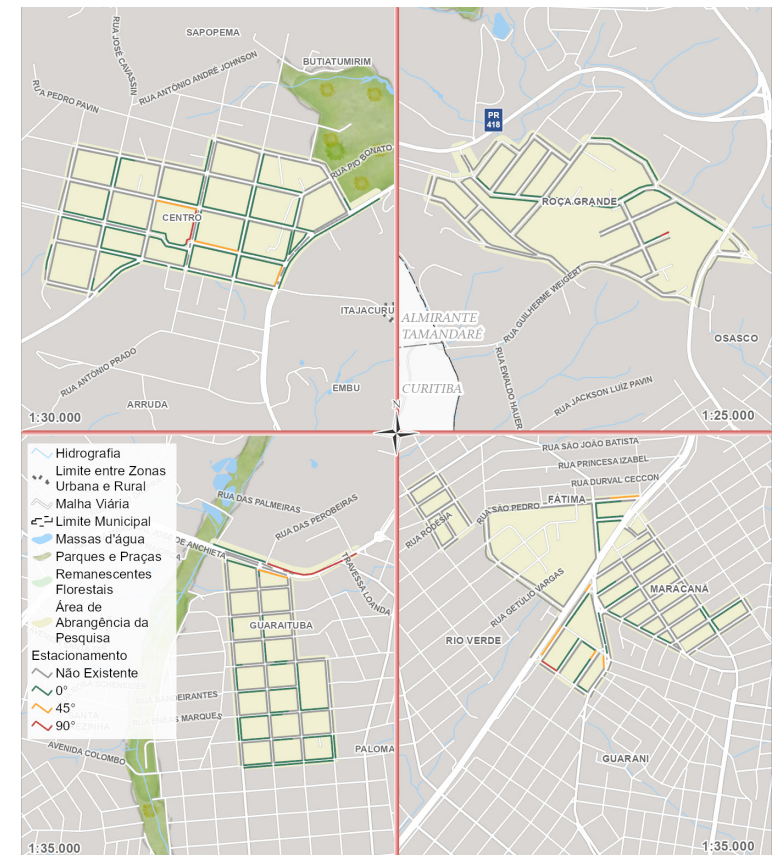 SAPOPEMA
RUA JOSÉ CAVASSIN
BUTIATUMIRIM
RUA ANTÔNIO ANDRÉ JOHNSON
RUA PEDRO PAVIN
RUA PIO BONATO
CENTRO
ITAJACURU
RUA ANTÔNIO PRADO
EMBU
ARRUDA
1:30.000
PR
418
ROÇA GRANDE
RUA GUILHERME WEIGERT
ALMIRANTE
TAMANDARÉ
CURITIBA
OSASCO
RUA EWALDO HAUER
RUA JACKSON LUÍZ PAVIN
1:25.000
N
Hidrografia
Limite entre Zonas
Urbana e Rural
Malha Viária
Limite Municipal
Massas d'água
Parques e Praças
Remanescentes
Florestais
Área de
Abrangência da
Pesquisa
Estacionamento
Não Existente
0°
45°
90°
RUA DAS PALMEIRAS
RUA DAS PEROBEIRAS
DE ANCHIETA
TRAVESSA LOANDA
GUARAITUBA
BANDEIRANTES
MARQUES
AVENIDA COLOMBO
PALOMA
1:35.000
RUA SÃO JOÃO BATISTA
RUA PRINCESA IZABEL
RUA DURVAL CECCON
FÁTIMA
RUA SÃO PEDRO
RUA RODÉSIA
MARACANÃ
RUA GETÚLIO VARGAS
RIO VERDE
GUARANI
1:35.000